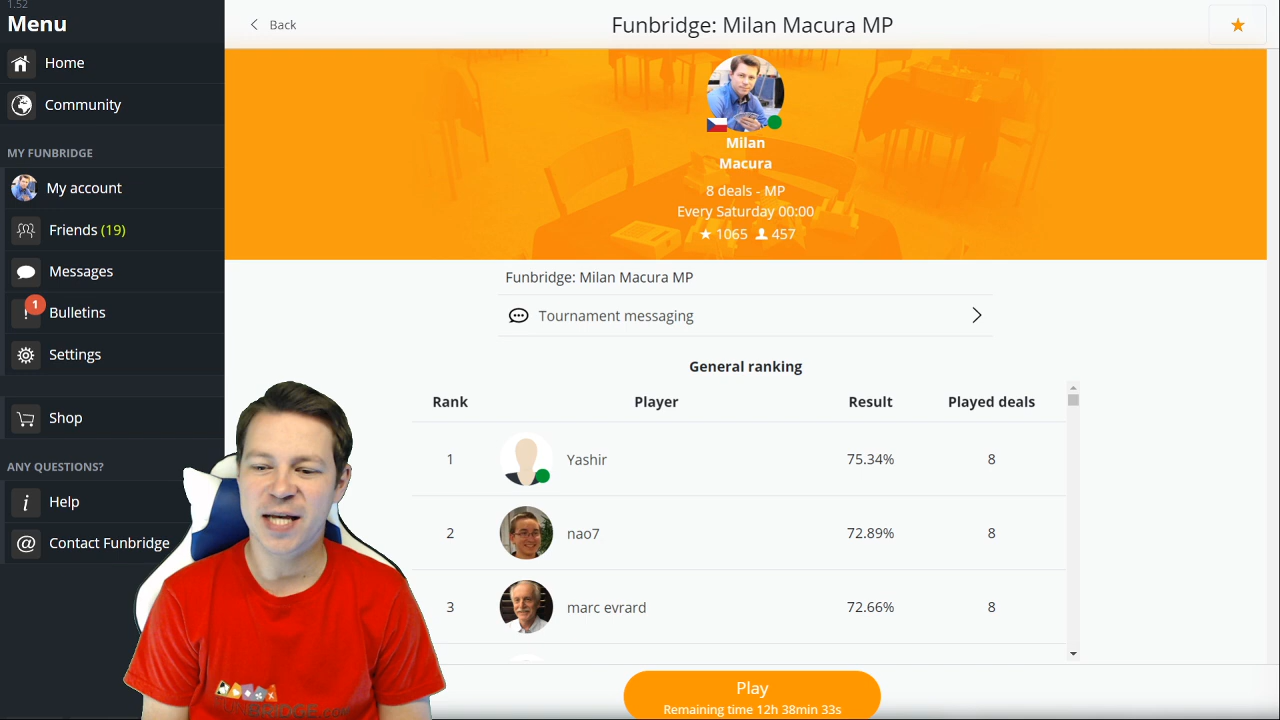 1.52
Menu
Home
Community
MY FUNBRIDGE
My account
Friends (19)
Messages
1
Bulletins
Settings
Shop
ANY QUESTIONS?
Help
Contact Funbridge
Back
Funbridge: Milan Macura MP
Milan
Macura
8 deals - MP
Every Saturday 00:00
★ 1065 457
Funbridge: Milan Macura MP
Tournament messaging
General ranking
Rank Player Result Played deals
1 Yashir 75.34% 8
2 nao7 72.89% 8
3 marc evrard 72.66% 8
Play
Remaining time 12h 38min 33s